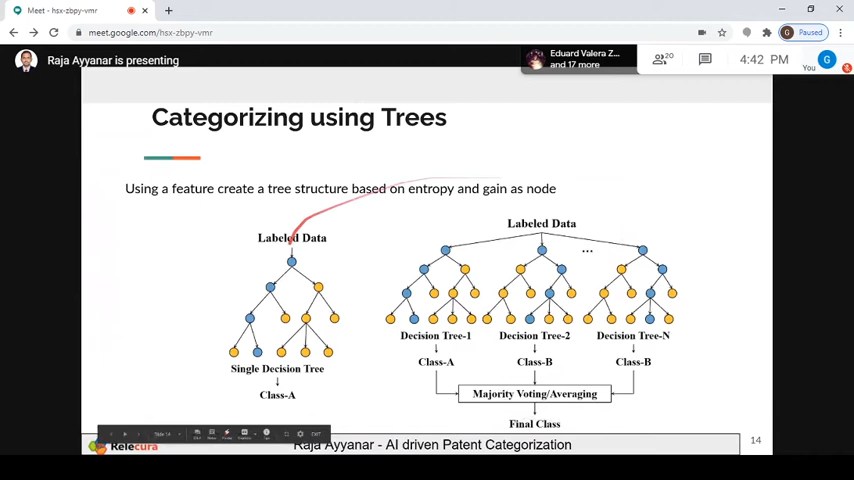 Meet - hsx-zbpy-vmr
meet.google.com/hsx-zbpy-vmr
G Paused
Raja Ayyanar is presenting
Eduard Valera Z...
and 17 more
20
4:42 PM
G
You
Categorizing using Trees
Using a feature create a tree structure based on entropy and gain as node
Labeled Data
Labeled Data
...
Decision Tree-1 Decision Tree-2 Decision Tree-N
Class-A Class-B Class-B
Single Decision Tree
Class-A
Majority Voting/Averaging
Final Class
Slide 14
EXIT
Relecura
Raja Ayyanar - AI driven Patent Categorization
14